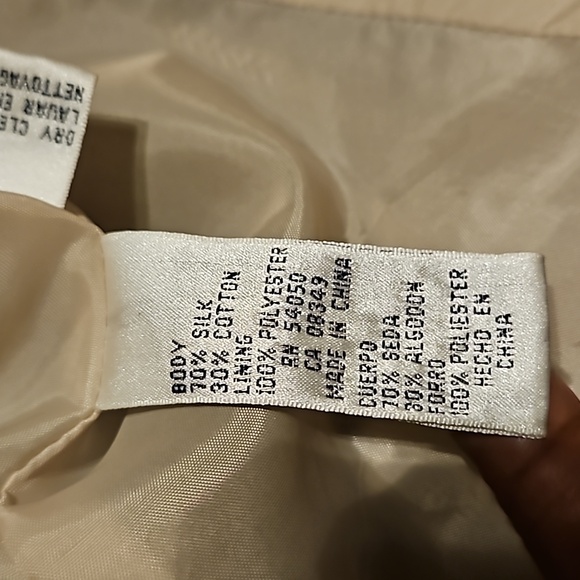 BODY
70% SILK
30% COTTON
LINING
100% POLYESTER
RN 54050
CA 08349
MADE IN CHINA
CUERPO
70% SEDA
30% ALGODON
FORRO
100% POLIESTER
HECHO EN
CHINA
DRY CLE
LAVAR EN
NETTOYAG